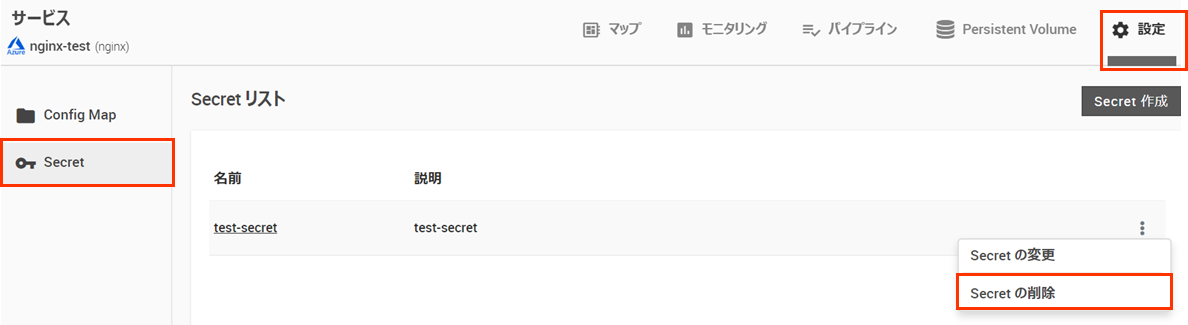 サービス
Azure nginx-test (nginx)
マップ モニタリング パイプライン Persistent Volume 設定
Config Map
Secret
Secret リスト
Secret 作成
名前 説明
test-secret test-secret
Secret の変更
Secret の削除